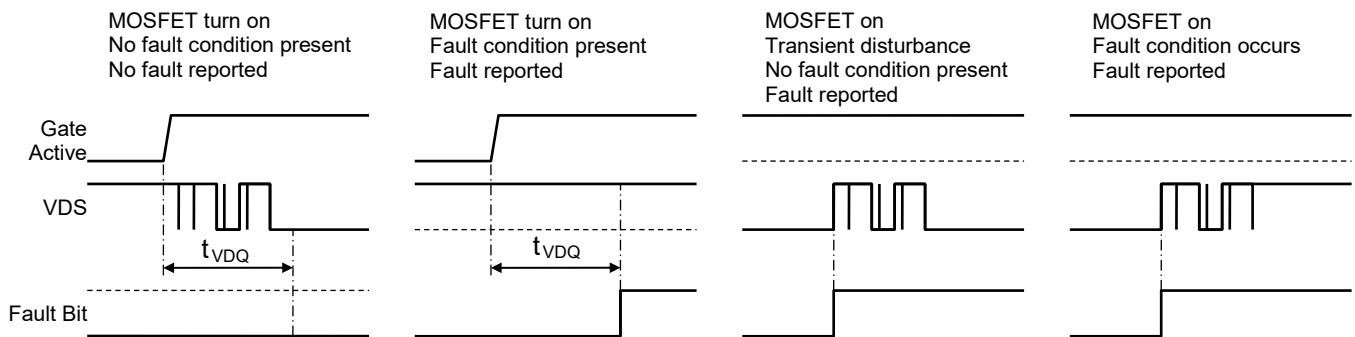 MOSFET turn on
No fault condition present
No fault reported
MOSFET turn on
Fault condition present
Fault reported
MOSFET on
Transient disturbance
No fault condition present
Fault reported
MOSFET on
Fault condition occurs
Fault reported
Gate
Active
VDS
tVDQ
tVDQ
Fault Bit